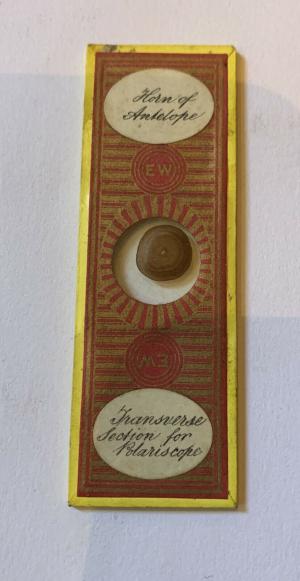 Horn of
Antelope
EW
EW
Transverse
Section for
Polariscope